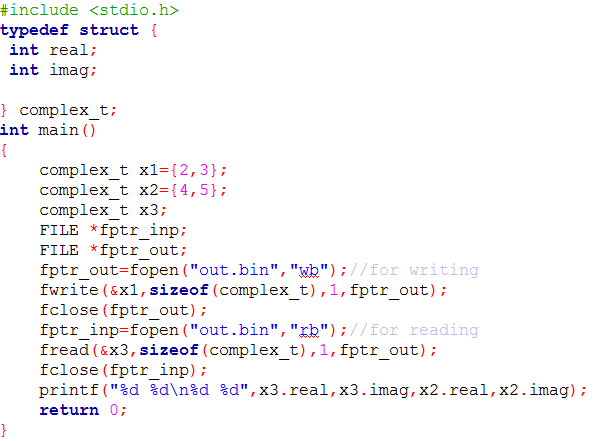 #include <stdio.h>
typedef struct {
int real;
int imag;
} complex_t;
int main()
{
complex_t x1={2,3};
complex_t x2={4,5};
complex_t x3;
FILE *fptr_inp;
FILE *fptr_out;
fptr_out=fopen("out.bin","wb");//for writing
fwrite(&x1,sizeof(complex_t),1,fptr_out);
fclose(fptr_out);
fptr_inp=fopen("out.bin","rb");//for reading
fread(&x3,sizeof(complex_t),1,fptr_out);
fclose(fptr_inp);
printf("%d %d\n%d %d",x3.real,x3.imag,x2.real,x2.imag);
return 0;
}